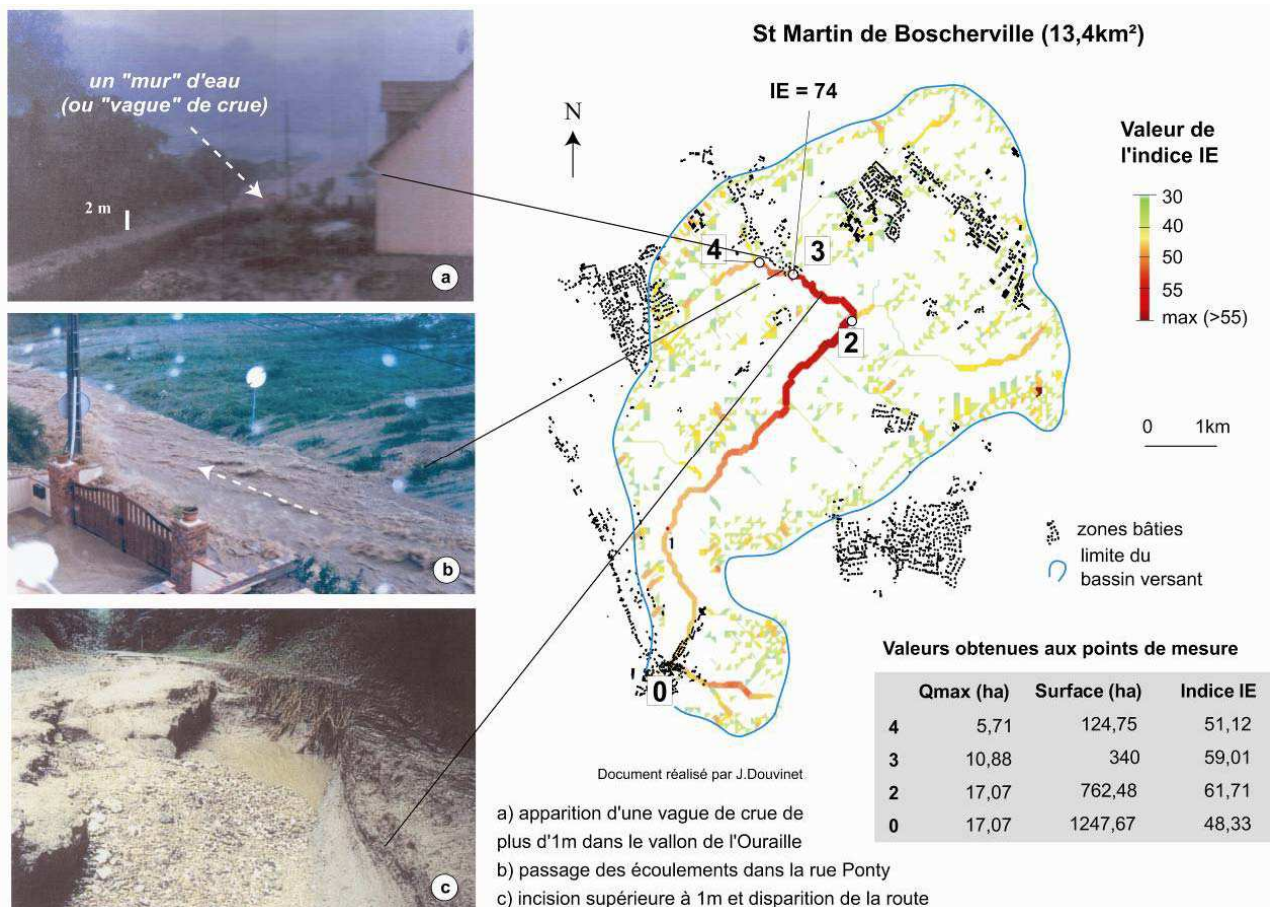 un "mur" d'eau
(ou "vague" de crue)
2 m
a
b
c
St Martin de Boscherville (13,4km²)
IE = 74
N
4
3
2
1
0
Valeur de
l'indice IE
30
40
50
55
max (>55)
0 1km
zones bâties
limite du
bassin versant
Valeurs obtenues aux points de mesure
Qmax (ha) Surface (ha) Indice IE
4 5,71 124,75 51,12
3 10,88 340 59,01
2 17,07 762,48 61,71
0 17,07 1247,67 48,33
Document réalisé par J.Douvinet
a) apparition d'une vague de crue de
plus d'1m dans le vallon de l'Ouraille
b) passage des écoulements dans la rue Ponty
c) incision supérieure à 1m et disparition de la route